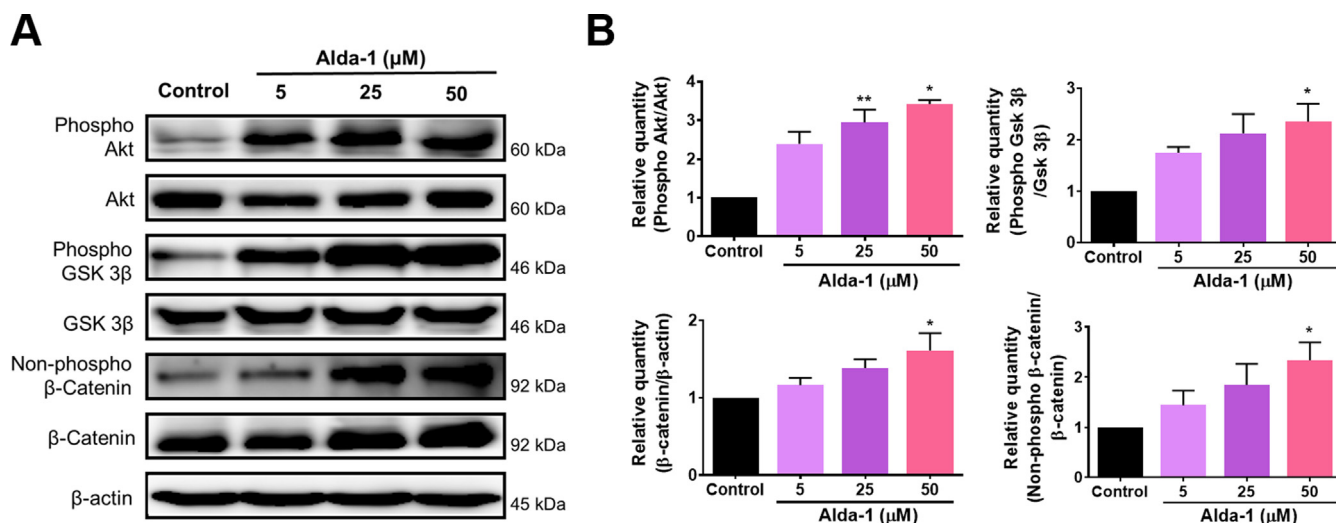 A
Alda-1 (μM)
Control 5 25 50
Phospho
Akt
60 kDa
Akt
60 kDa
Phospho
GSK 3β
46 kDa
GSK 3β
46 kDa
Non-phospho
β-Catenin
92 kDa
β-Catenin
92 kDa
β-actin
45 kDa
B
Relative quantity
(Phospho Akt/Akt)
4
3
2
1
0
** *
Control 5 25 50
Alda-1 (μM)
Relative quantity
(Phospho Gsk 3β
/Gsk 3β)
3
2
1
0
*
Control 5 25 50
Alda-1 (μM)
Relative quantity
(β-catenin/β-actin)
2
1
0
*
Control 5 25 50
Alda-1 (μM)
Relative quantity
(Non-phospho β-catenin/
β-catenin)
3
2
1
0
*
Control 5 25 50
Alda-1 (μM)